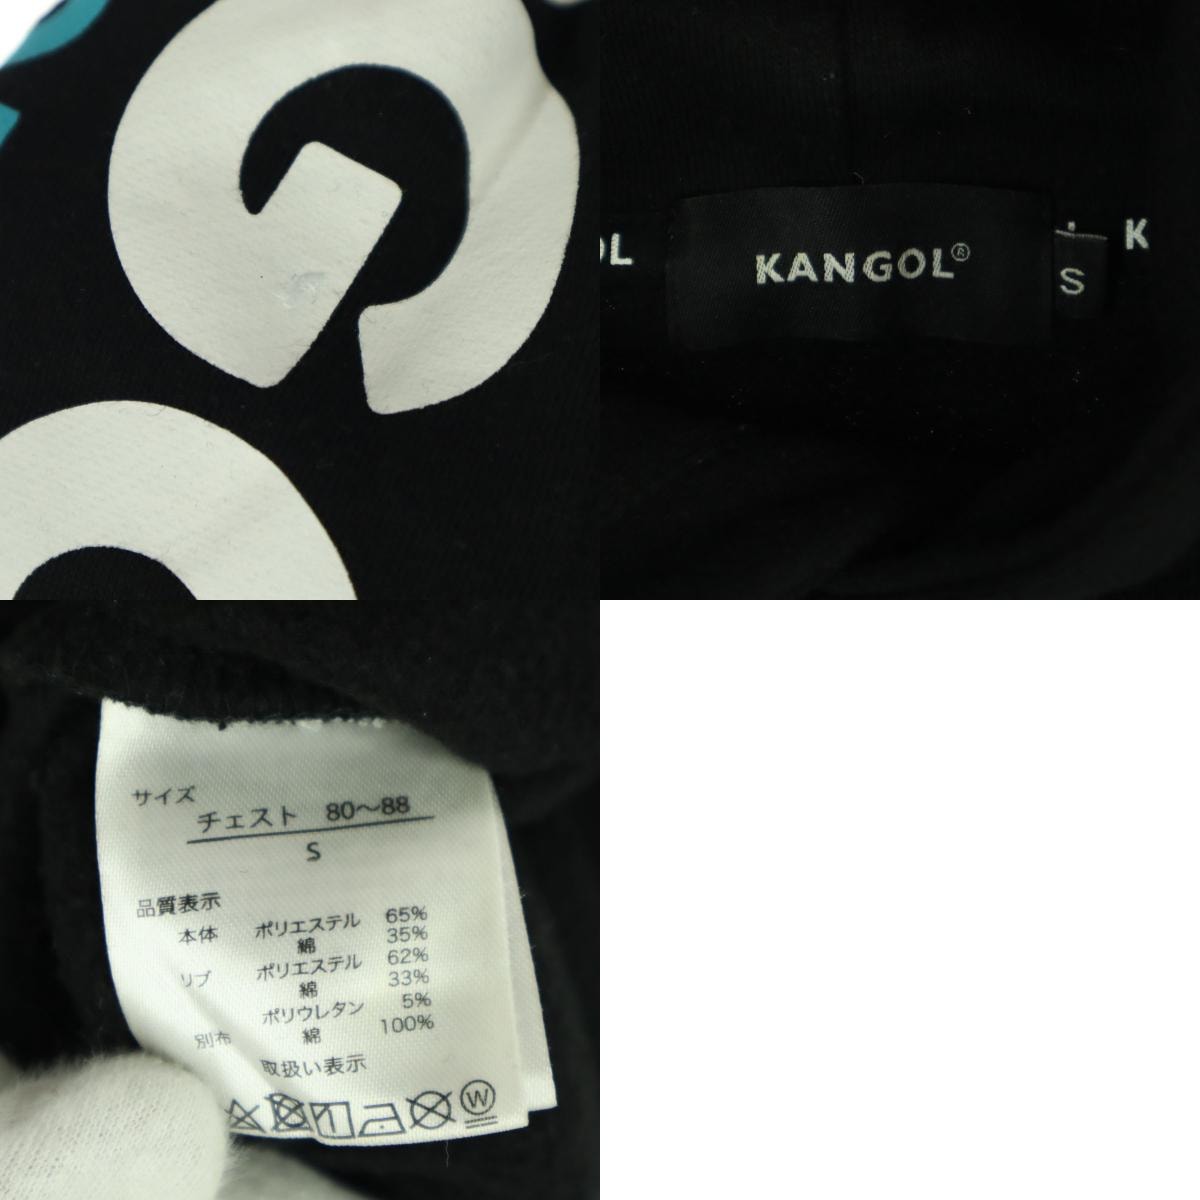 G
OL
KANGOL®
S
K
サイズ
チェスト 80〜88
S
品質表示
本体 ポリエステル 65%
綿 35%
リブ ポリエステル 62%
綿 33%
ポリウレタン 5%
別布 綿 100%
取扱い表示
W